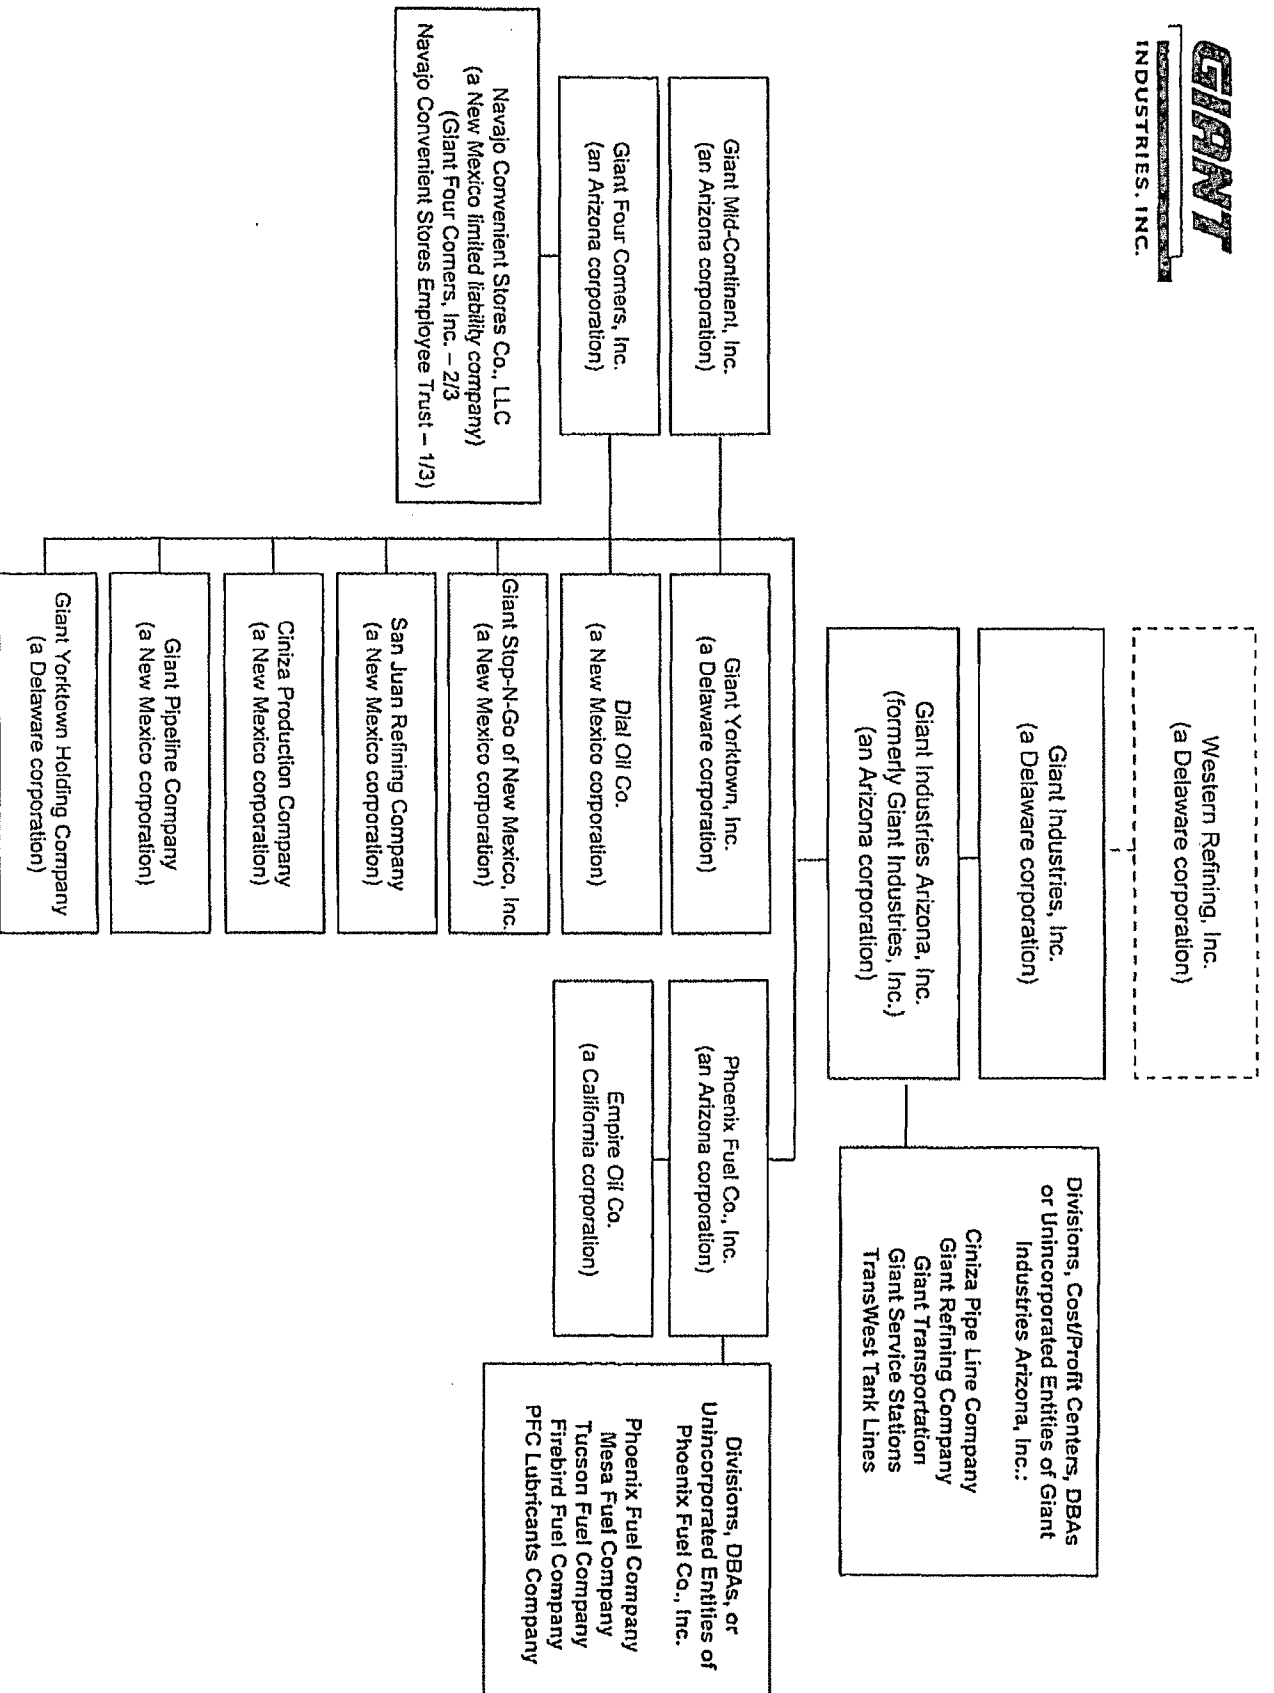 GIANT
INDUSTRIES, INC.
Western Refining, Inc.
(a Delaware corporation)
Giant Industries, Inc.
(a Delaware corporation)
Giant Industries Arizona, Inc.
(formerly Giant Industries, Inc.)
(an Arizona corporation)
Divisions, Cost/Profit Centers, DBAs
or Unincorporated Entities of Giant
Industries Arizona, Inc.:
Ciniza Pipe Line Company
Giant Refining Company
Giant Transportation
Giant Service Stations
TransWest Tank Lines
Giant Mid-Continent, Inc.
(an Arizona corporation)
Giant Four Corners, Inc.
(an Arizona corporation)
Navajo Convenient Stores Co., LLC
(a New Mexico limited liability company)
(Giant Four Corners, Inc. – 2/3
Navajo Convenient Stores Employee Trust – 1/3)
Giant Yorktown, Inc.
(a Delaware corporation)
Dial Oil Co.
(a New Mexico corporation)
Giant Stop-N-Go of New Mexico, Inc.
(a New Mexico corporation)
San Juan Refining Company
(a New Mexico corporation)
Ciniza Production Company
(a New Mexico corporation)
Giant Pipeline Company
(a New Mexico corporation)
Giant Yorktown Holding Company
(a Delaware corporation)
Phoenix Fuel Co., Inc.
(an Arizona corporation)
Empire Oil Co.
(a California corporation)
Divisions, DBAs, or
Unincorporated Entities of
Phoenix Fuel Co., Inc.
Phoenix Fuel Company
Mesa Fuel Company
Tucson Fuel Company
Firebird Fuel Company
PFC Lubricants Company